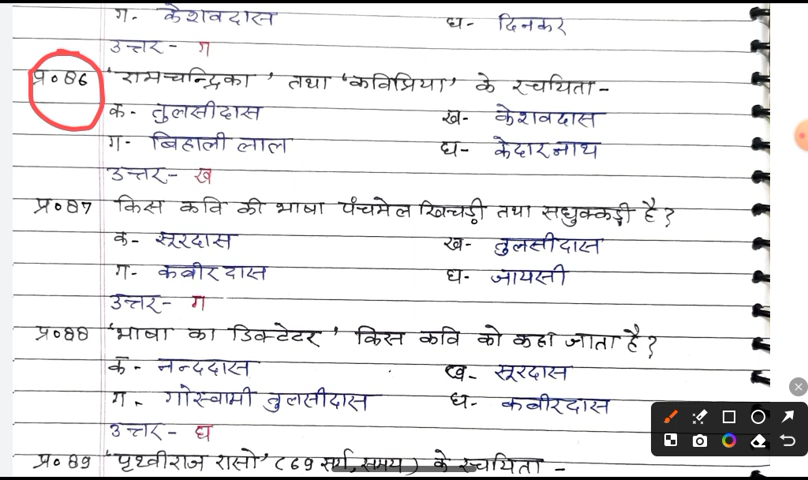 ग- केशवदास घ- दिनकर
उत्तर- ग
प्र०86 'रामचन्द्रिका' तथा 'कविप्रिया' के रचयिता-
क- तुलसीदास ख- केशवदास
ग- बिहाली लाल घ- केदारनाथ
उत्तर- ख
प्र०87 किस कवि की भाषा पंचमेल खिचड़ी तथा सधुक्कड़ी है?
क- सूरदास ख- तुलसीदास
ग- कबीरदास घ- जायसी
उत्तर- ग
प्र०88 'भाषा का डिक्टेटर' किस कवि को कहा जाता है?
क- नन्ददास ख- सूरदास
ग- गोस्वामी तुलसीदास घ- कबीरदास
उत्तर- घ
प्र०89 'पृथ्वीराज रासो' (69 सर्ग, समय) के रचयिता -